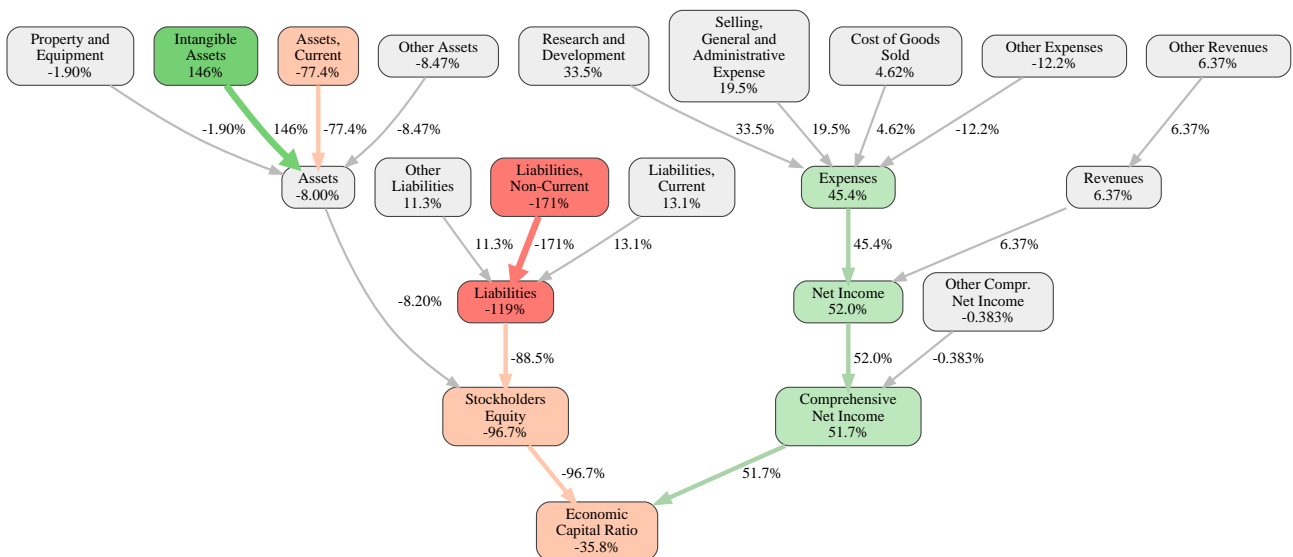 Property and
Equipment
-1.90%
Intangible
Assets
146%
Assets,
Current
-77.4%
Other Assets
-8.47%
Research and
Development
33.5%
Selling,
General and
Administrative
Expense
19.5%
Cost of Goods
Sold
4.62%
Other Expenses
-12.2%
Other Revenues
6.37%
-1.90%
146%
-77.4%
-8.47%
33.5%
19.5%
4.62%
-12.2%
6.37%
Assets
-8.00%
Other
Liabilities
11.3%
Liabilities,
Non-Current
-171%
Liabilities,
Current
13.1%
Expenses
45.4%
Revenues
6.37%
11.3%
-171%
13.1%
45.4%
6.37%
-8.20%
Liabilities
-119%
Net Income
52.0%
Other Compr.
Net Income
-0.383%
-88.5%
52.0%
-0.383%
Stockholders
Equity
-96.7%
Comprehensive
Net Income
51.7%
-96.7%
51.7%
Economic
Capital Ratio
-35.8%